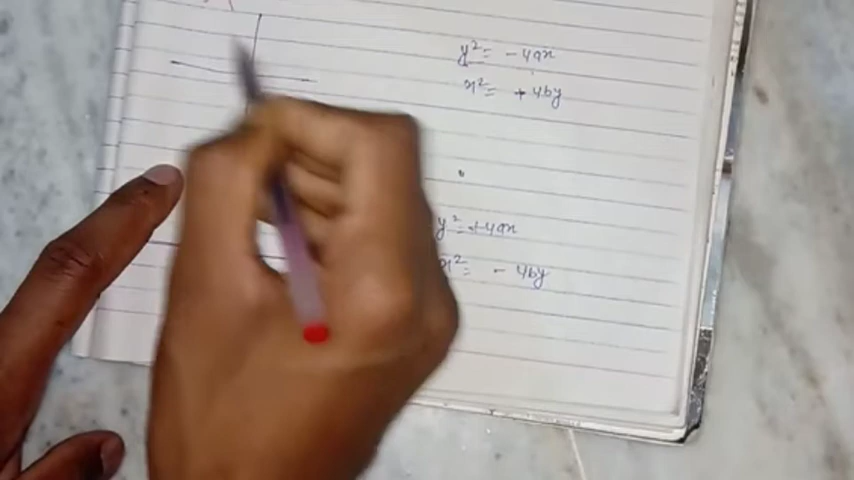 y² = - 4ax
x² = + 4by
y² = +4ax
x² = - 4by